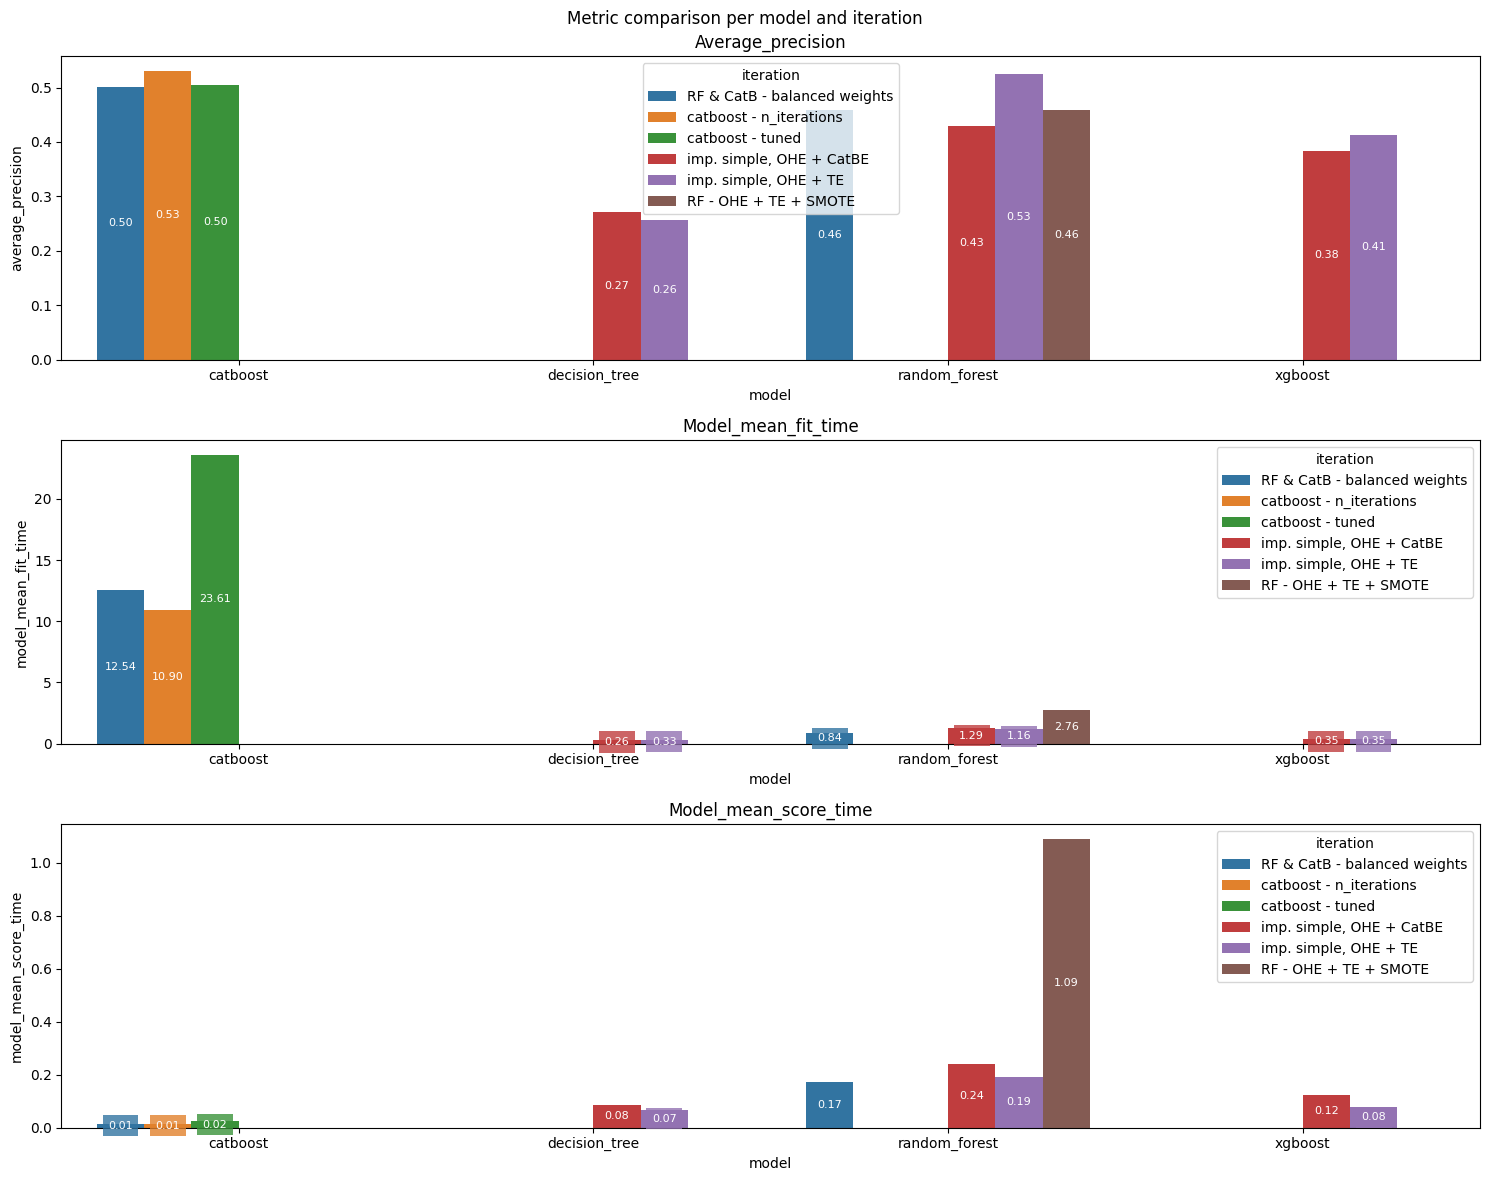 Metric comparison per model and iteration
Average_precision
average_precision
0.5
0.4
0.3
0.2
0.1
0.0
0.50
0.53
0.50
0.27
0.26
0.46
0.43
0.53
0.46
0.38
0.41
iteration
RF & CatB - balanced weights
catboost - n_iterations
catboost - tuned
imp. simple, OHE + CatBE
imp. simple, OHE + TE
RF - OHE + TE + SMOTE
catboost
decision_tree
random_forest
xgboost
model
Model_mean_fit_time
model_mean_fit_time
20
15
10
5
0
12.54
10.90
23.61
0.26
0.33
0.84
1.29
1.16
2.76
0.35
0.35
iteration
RF & CatB - balanced weights
catboost - n_iterations
catboost - tuned
imp. simple, OHE + CatBE
imp. simple, OHE + TE
RF - OHE + TE + SMOTE
catboost
decision_tree
random_forest
xgboost
model
Model_mean_score_time
model_mean_score_time
1.0
0.8
0.6
0.4
0.2
0.0
0.01
0.01
0.02
0.08
0.07
0.17
0.24
0.19
1.09
0.12
0.08
iteration
RF & CatB - balanced weights
catboost - n_iterations
catboost - tuned
imp. simple, OHE + CatBE
imp. simple, OHE + TE
RF - OHE + TE + SMOTE
catboost
decision_tree
random_forest
xgboost
model